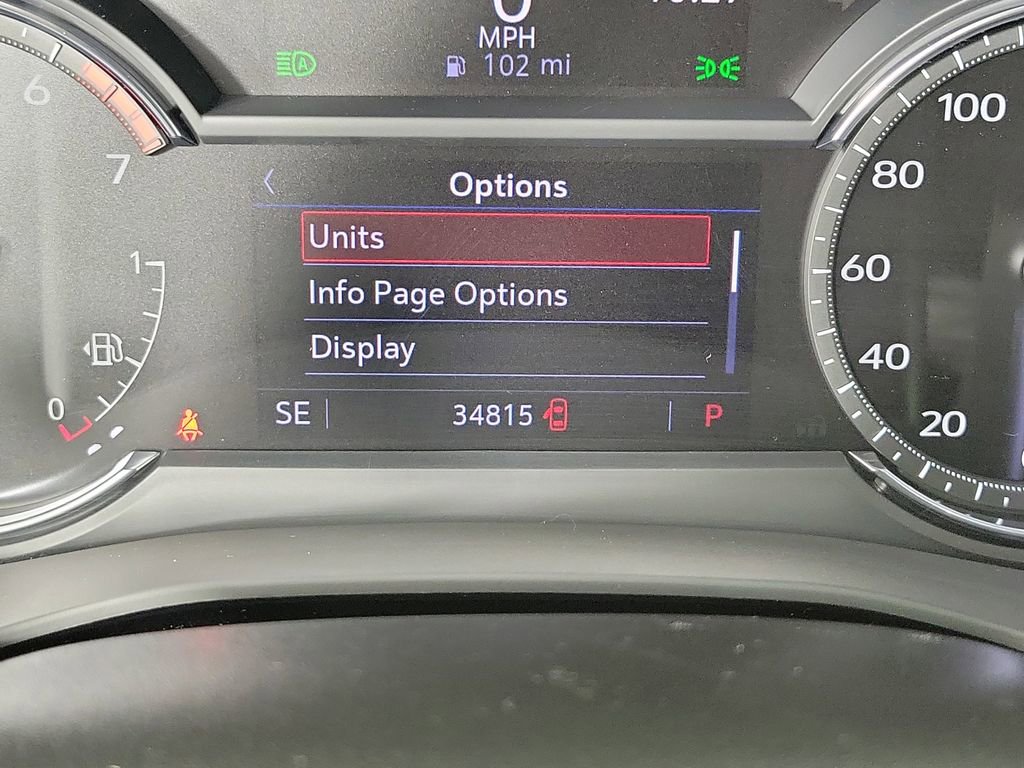 0
MPH
102 mi
6
7
Options
Units
Info Page Options
Display
1
0
SE
34815
P
100
80
60
40
20